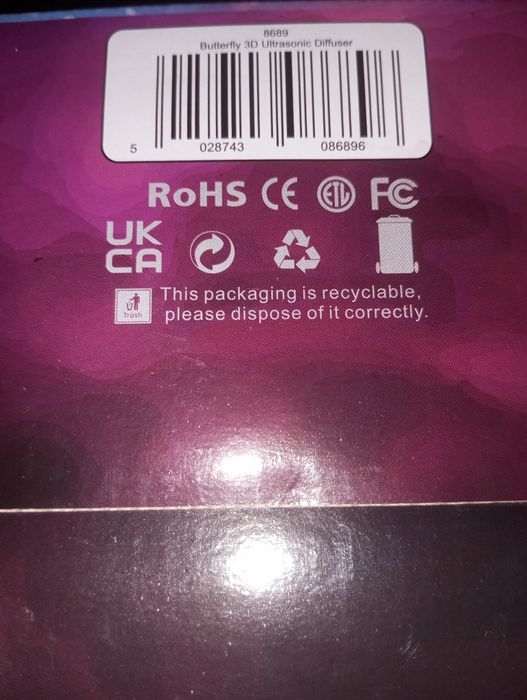 8689
Butterfly 3D Ultrasonic Diffuser
5 028743 086896
RoHS CE ETL FC
UK
CA
Trash
This packaging is recyclable,
please dispose of it correctly.